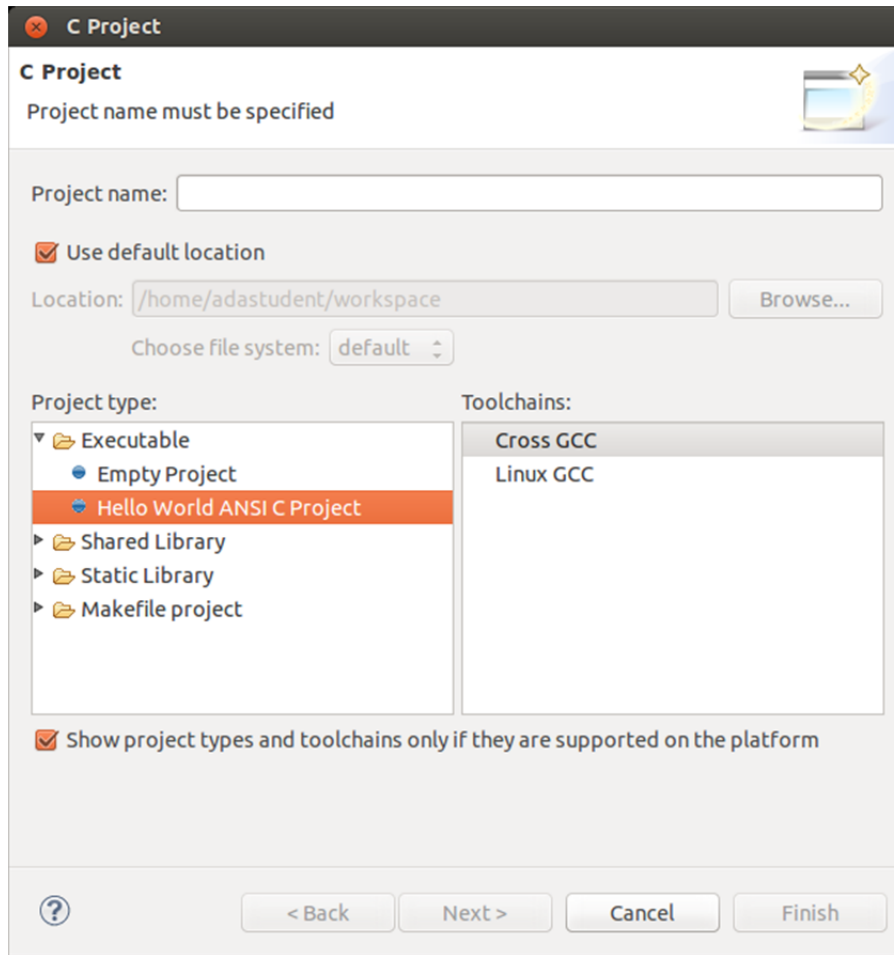 C Project
C Project
Project name must be specified
Project name:
Use default location
Location: /home/adastudent/workspace Browse...
Choose file system: default
Project type: Toolchains:
Executable Cross GCC
Empty Project Linux GCC
Hello World ANSI C Project
Shared Library
Static Library
Makefile project
Show project types and toolchains only if they are supported on the platform
? < Back Next > Cancel Finish